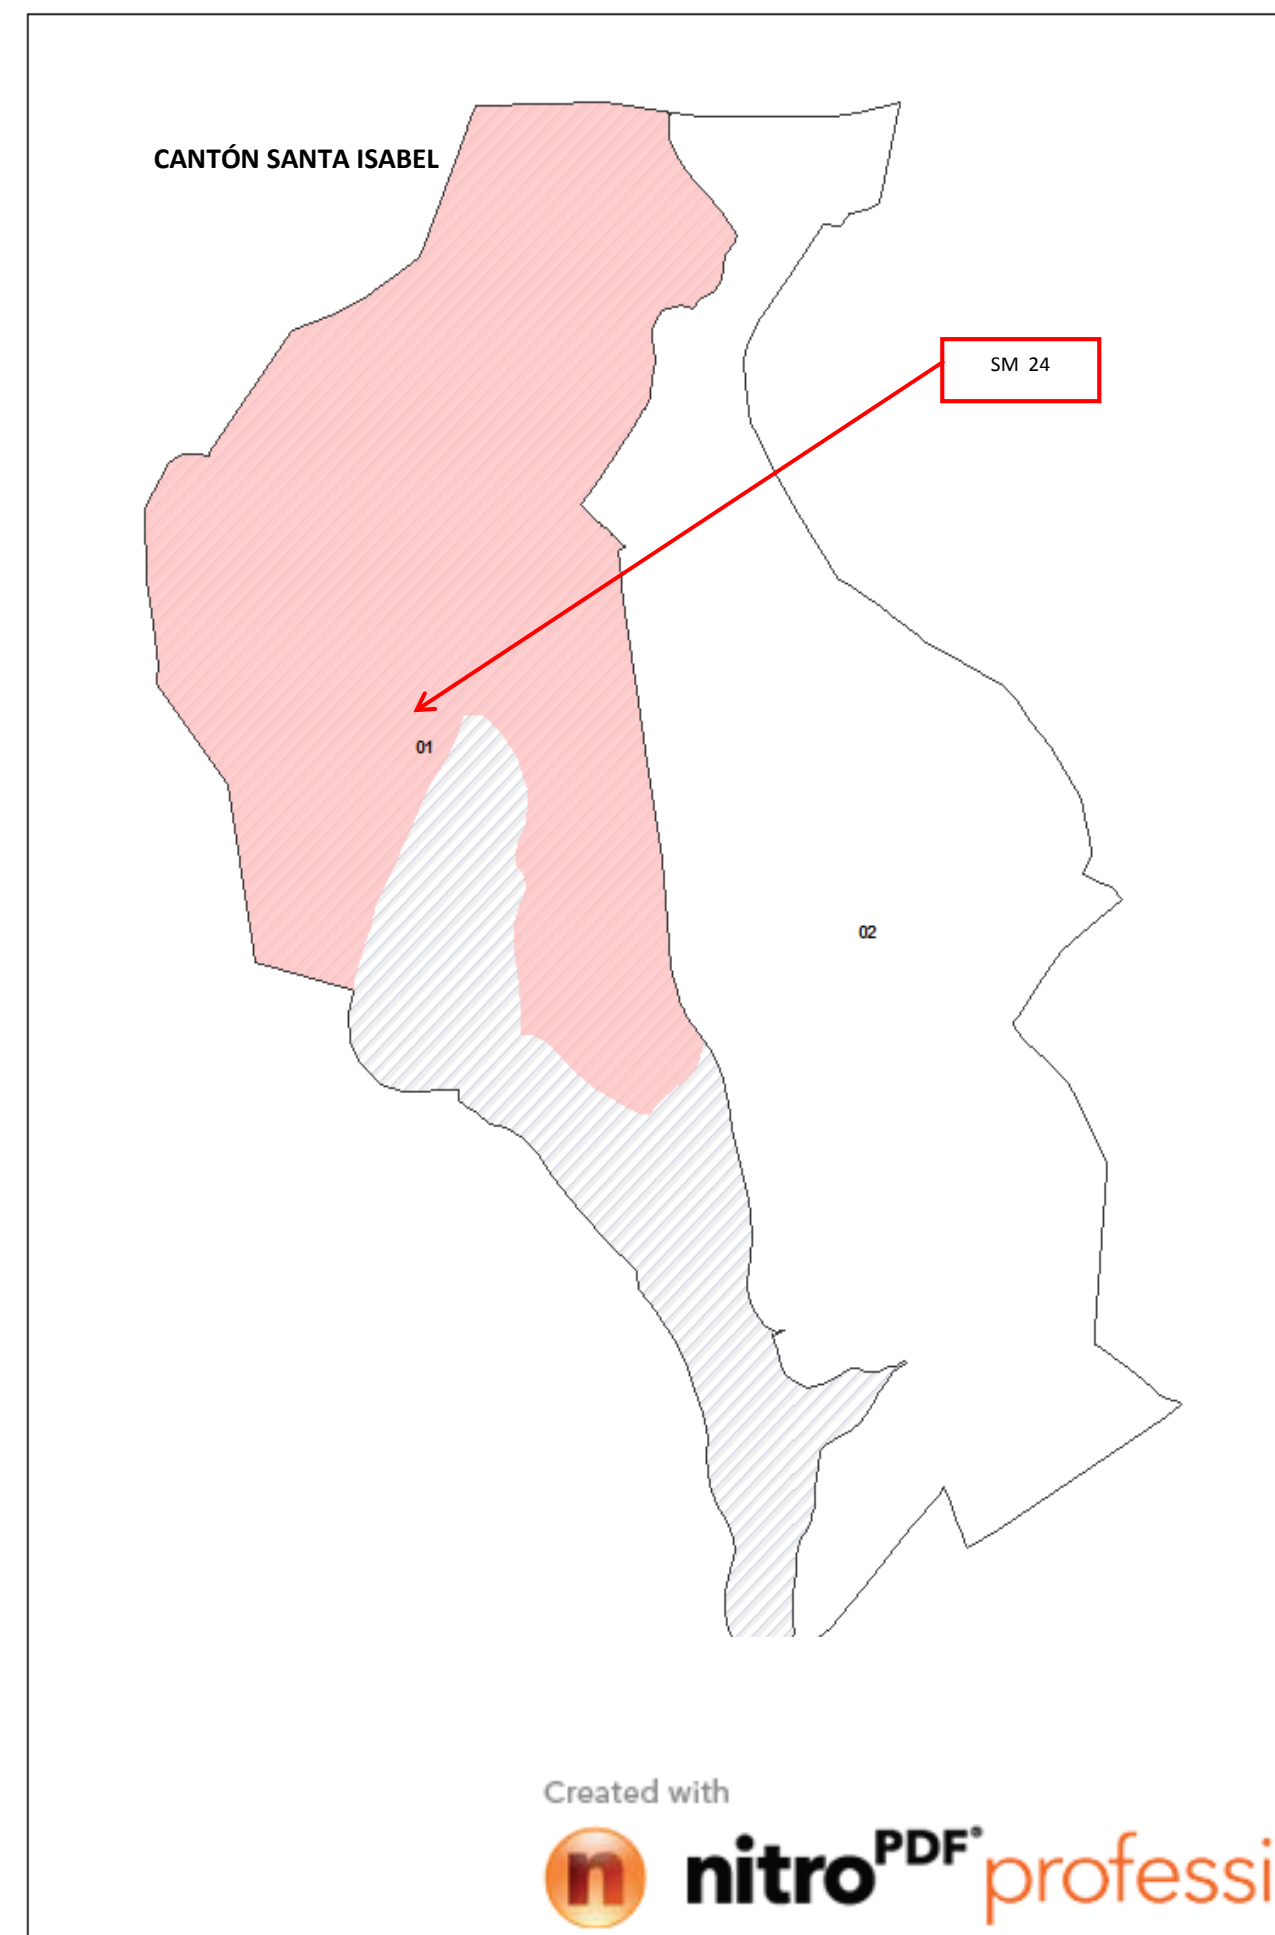 CANTÓN SANTA ISABEL
SM 24
01
02
Created with
n nitroPDF® professi